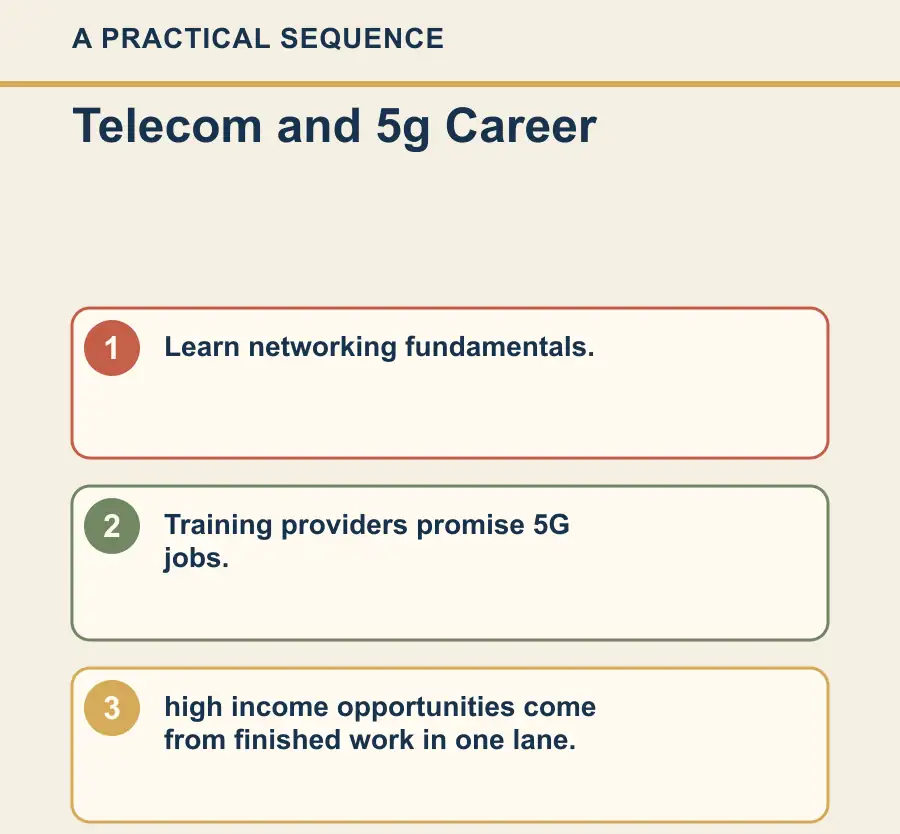 A PRACTICAL SEQUENCE
Telecom and 5g Career
1
Learn networking fundamentals.
2
Training providers promise 5G
jobs.
3
high income opportunities come
from finished work in one lane.